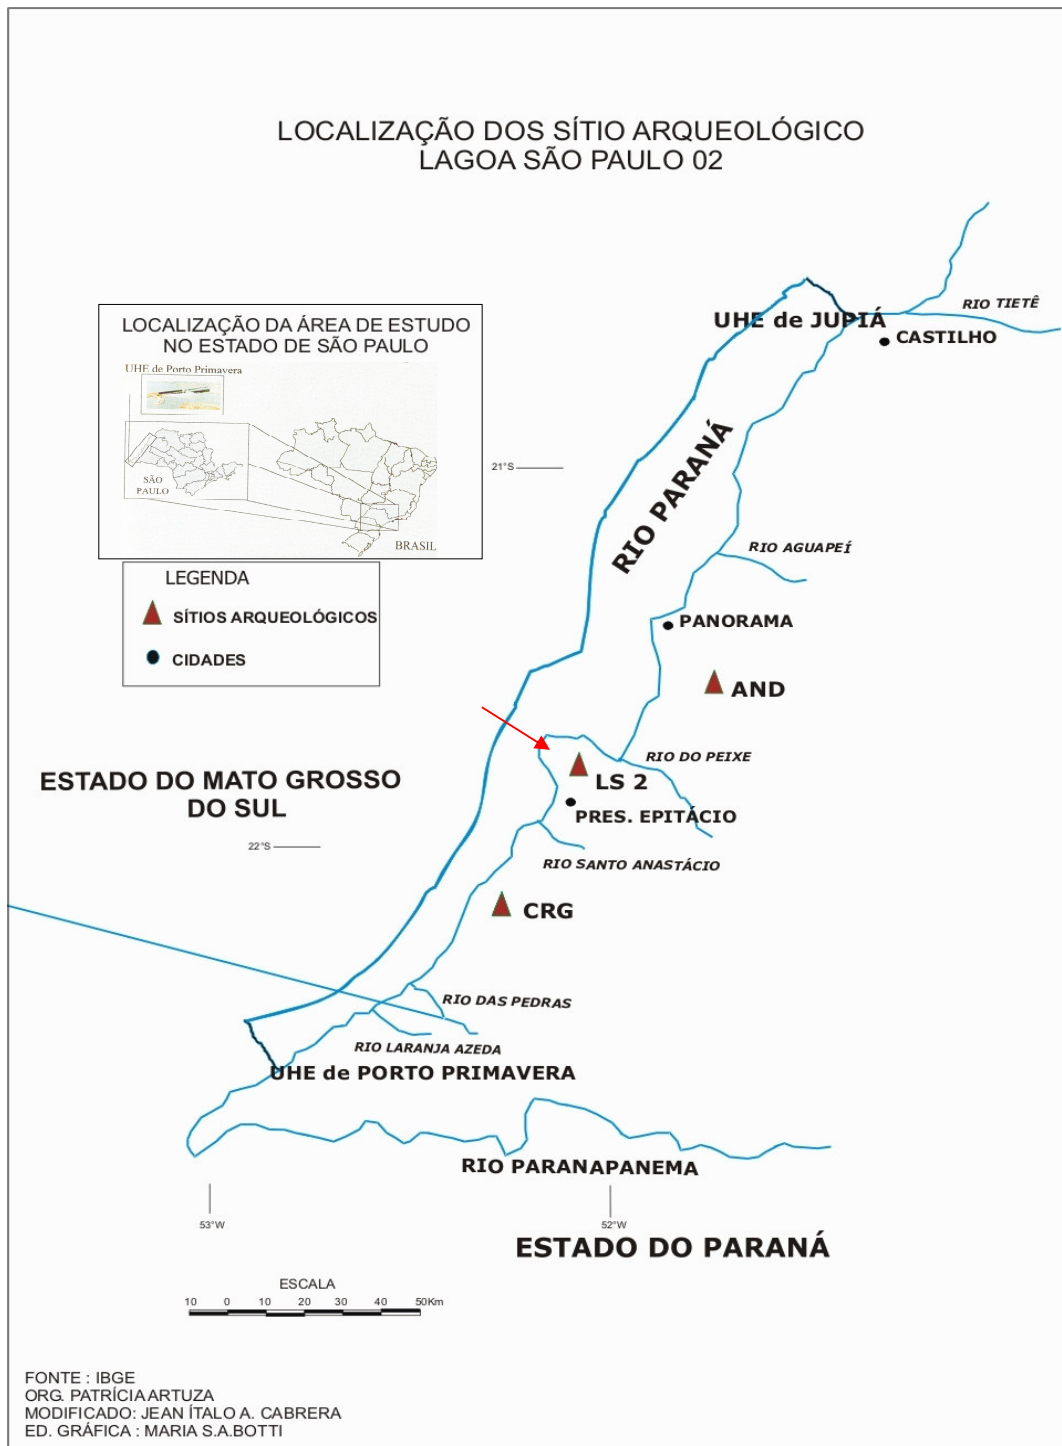 LOCALIZAÇÃO DOS SÍTIO ARQUEOLÓGICO
LAGOA SÃO PAULO 02
LOCALIZAÇÃO DA ÁREA DE ESTUDO
NO ESTADO DE SÃO PAULO
UHE de Porto Primavera
SÃO
PAULO
BRASIL
LEGENDA
SÍTIOS ARQUEOLÓGICOS
CIDADES
RIO TIETÊ
UHE de JUPIÁ
CASTILHO
21°S
RIO PARANÁ
RIO AGUAPEÍ
PANORAMA
AND
RIO DO PEIXE
LS 2
ESTADO DO MATO GROSSO
DO SUL
PRES. EPITÁCIO
22°S
RIO SANTO ANASTÁCIO
CRG
RIO DAS PEDRAS
RIO LARANJA AZEDA
UHE de PORTO PRIMAVERA
RIO PARANAPANEMA
53°W
52°W
ESTADO DO PARANÁ
ESCALA
10 0 10 20 30 40 50Km
FONTE : IBGE
ORG. PATRÍCIA ARTUZA
MODIFICADO: JEAN ÍTALO A. CABRERA
ED. GRÁFICA : MARIA S.A.BOTTI